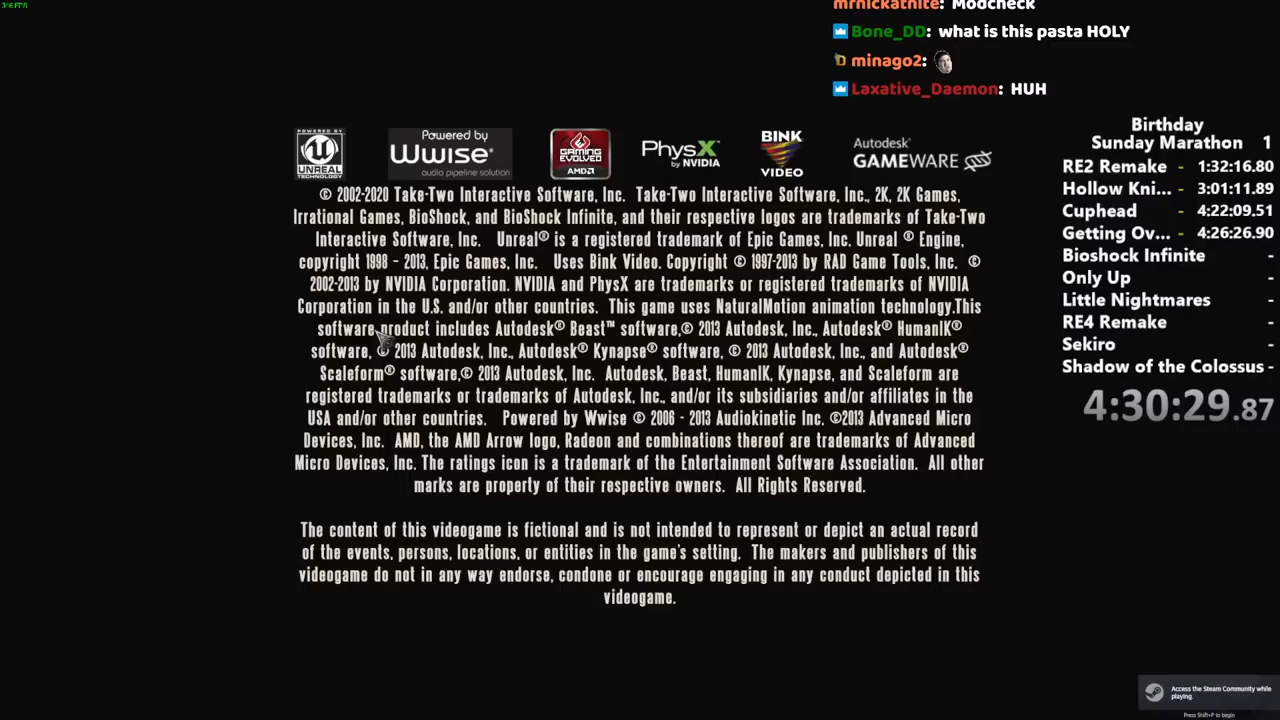 346 FPS
mrnickatnite: Modcheck
Bone_DD: what is this pasta HOLY
minago2:
Laxative_Daemon: HUH
POWERED BY
UNREAL
TECHNOLOGY
Powered by
Wwise
audio pipeline solution
GAMING
EVOLVED
AMD
PhysX
by NVIDIA
BINK
VIDEO
Autodesk
GAMEWARE
© 2002-2020 Take-Two Interactive Software, Inc. Take-Two Interactive Software, Inc., 2K, 2K Games,
Irrational Games, BioShock, and BioShock Infinite, and their respective logos are trademarks of Take-Two
Interactive Software, Inc. Unreal® is a registered trademark of Epic Games, Inc. Unreal ® Engine,
copyright 1998 – 2013, Epic Games, Inc. Uses Bink Video. Copyright © 1997-2013 by RAD Game Tools, Inc. ©
2002-2013 by NVIDIA Corporation. NVIDIA and PhysX are trademarks or registered trademarks of NVIDIA
Corporation in the U.S. and/or other countries. This game uses NaturalMotion animation technology.This
software product includes Autodesk® Beast™ software,© 2013 Autodesk, Inc., Autodesk® HumanIK®
software, © 2013 Autodesk, Inc., Autodesk® Kynapse® software, © 2013 Autodesk, Inc., and Autodesk®
Scaleform® software,© 2013 Autodesk, Inc. Autodesk, Beast, HumanIK, Kynapse, and Scaleform are
registered trademarks or trademarks of Autodesk, Inc., and/or its subsidiaries and/or affiliates in the
USA and/or other countries. Powered by Wwise © 2006 - 2013 Audiokinetic Inc. ©2013 Advanced Micro
Devices, Inc. AMD, the AMD Arrow logo, Radeon and combinations thereof are trademarks of Advanced
Micro Devices, Inc. The ratings icon is a trademark of the Entertainment Software Association. All other
marks are property of their respective owners. All Rights Reserved.
The content of this videogame is fictional and is not intended to represent or depict an actual record
of the events, persons, locations, or entities in the game's setting. The makers and publishers of this
videogame do not in any way endorse, condone or encourage engaging in any conduct depicted in this
videogame.
Birthday
Sunday Marathon 1
RE2 Remake - 1:32:16.80
Hollow Kni... - 3:01:11.89
Cuphead - 4:22:09.51
Getting Ov... - 4:26:26.90
Bioshock Infinite -
Only Up -
Little Nightmares -
RE4 Remake -
Sekiro -
Shadow of the Colossus -
4:30:29.87
Access the Steam Community while
playing.
Press Shift+P to begin